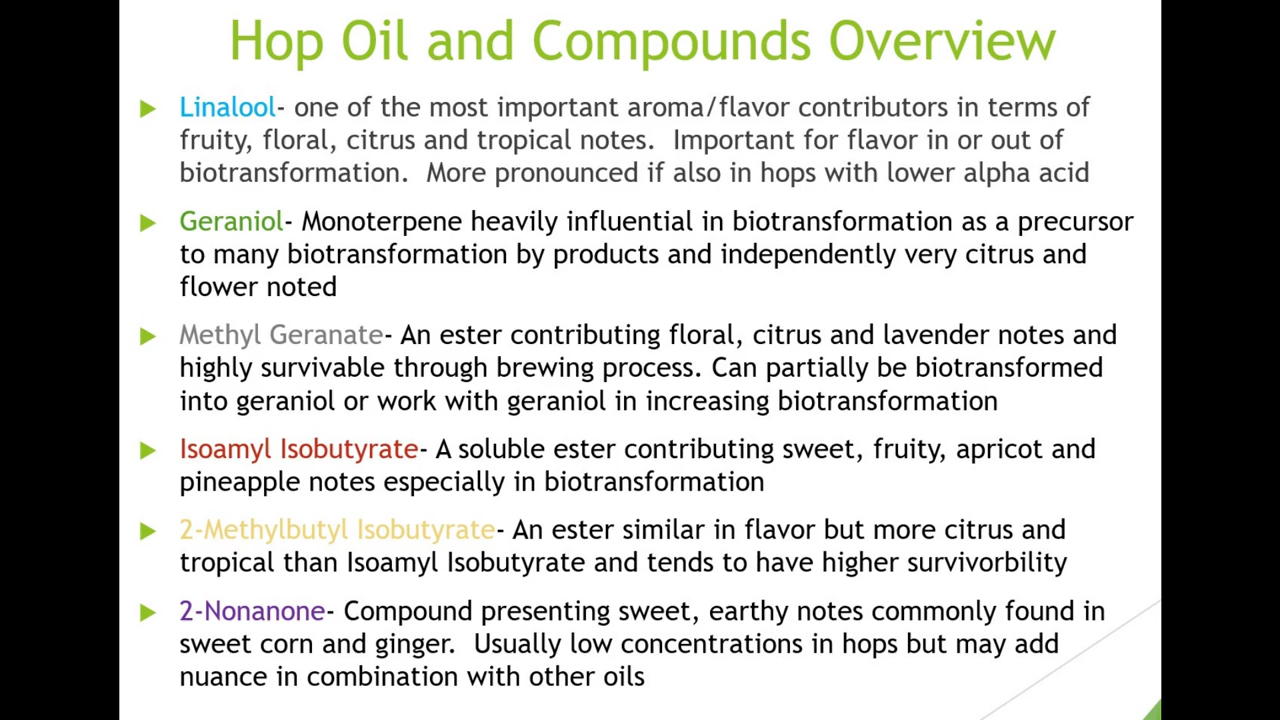 Hop Oil and Compounds Overview
Linalool- one of the most important aroma/flavor contributors in terms of
fruity, floral, citrus and tropical notes.  Important for flavor in or out of
biotransformation.  More pronounced if also in hops with lower alpha acid
Geraniol- Monoterpene heavily influential in biotransformation as a precursor
to many biotransformation by products and independently very citrus and
flower noted
Methyl Geranate- An ester contributing floral, citrus and lavender notes and
highly survivable through brewing process. Can partially be biotransformed
into geraniol or work with geraniol in increasing biotransformation
Isoamyl Isobutyrate- A soluble ester contributing sweet, fruity, apricot and
pineapple notes especially in biotransformation
2-Methylbutyl Isobutyrate- An ester similar in flavor but more citrus and
tropical than Isoamyl Isobutyrate and tends to have higher survivorbility
2-Nonanone- Compound presenting sweet, earthy notes commonly found in
sweet corn and ginger.  Usually low concentrations in hops but may add
nuance in combination with other oils